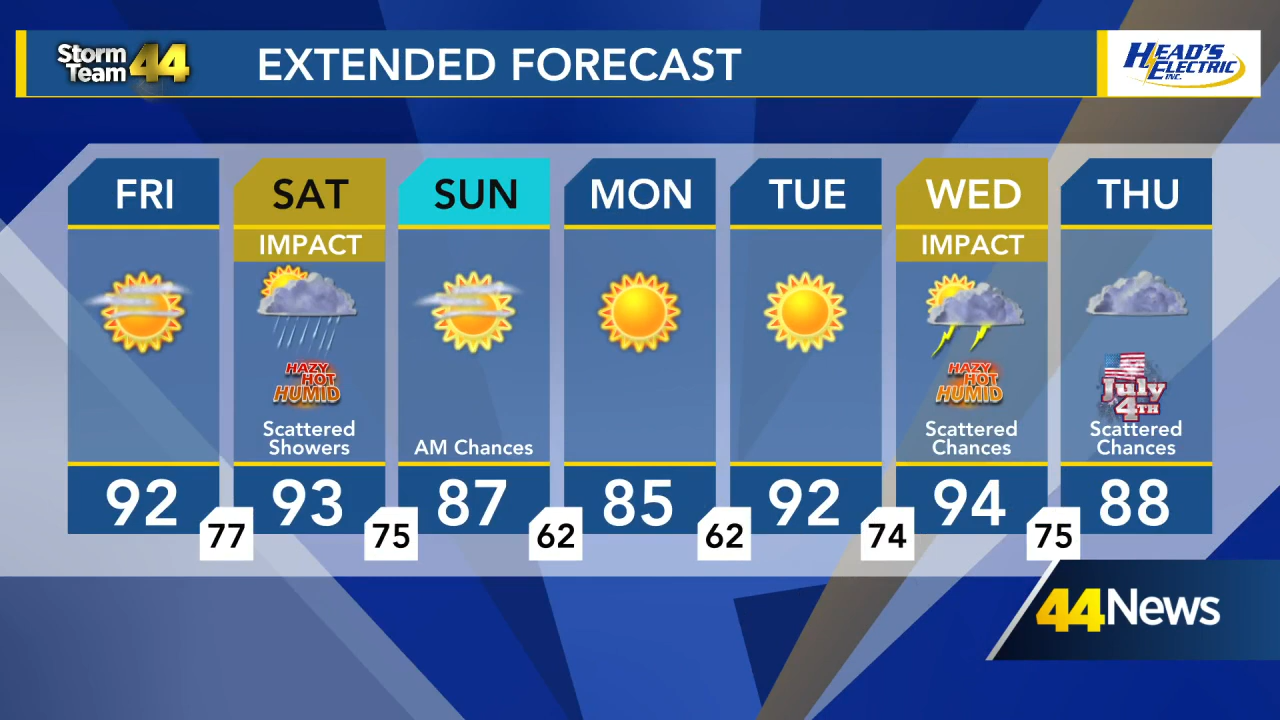 Storm
Team 44
EXTENDED FORECAST
HEAD'S
ELECTRIC
INC.
FRI SAT SUN MON TUE WED THU
IMPACT IMPACT
HAZY
HOT
HUMID
HAZY
HOT
HUMID
July
4TH
Scattered
Showers
AM Chances
Scattered
Chances
Scattered
Chances
92 93 87 85 92 94 88
77 75 62 62 74 75
44News